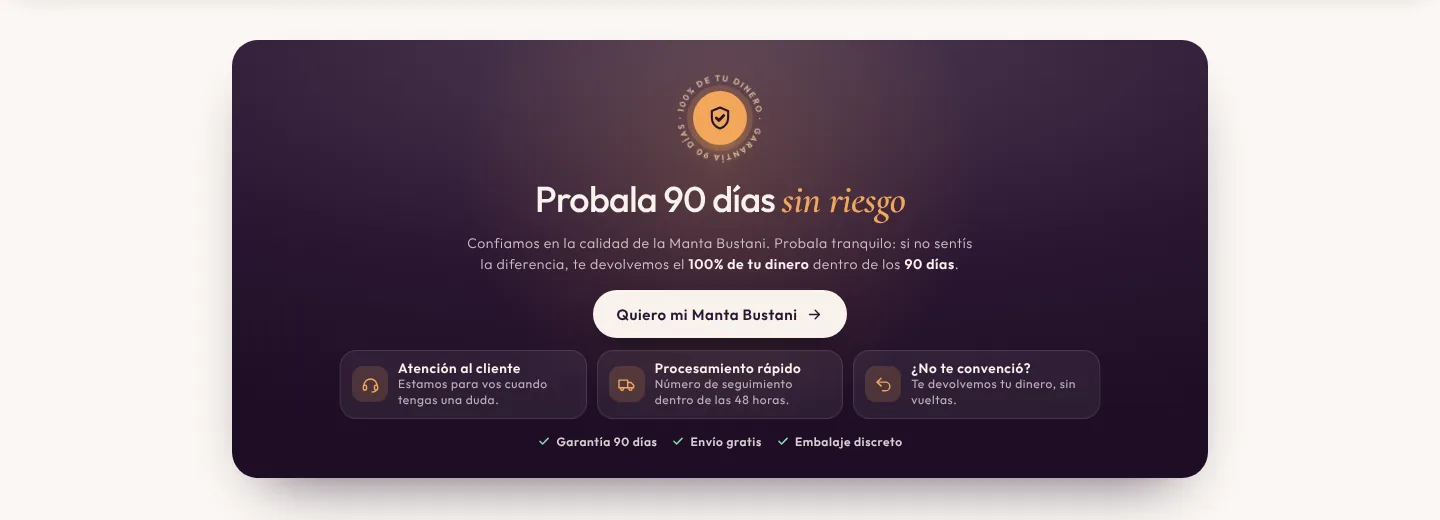 100% DE TU DINERO · GARANTÍA 90 DÍAS ·
Probala 90 días sin riesgo
Confiamos en la calidad de la Manta Bustani. Probala tranquilo: si no sentís
la diferencia, te devolvemos el 100% de tu dinero dentro de los 90 días.
Quiero mi Manta Bustani →
Atención al cliente
Estamos para vos cuando
tengas una duda.
Procesamiento rápido
Número de seguimiento
dentro de las 48 horas.
¿No te convenció?
Te devolvemos tu dinero, sin
vueltas.
Garantía 90 días
Envío gratis
Embalaje discreto